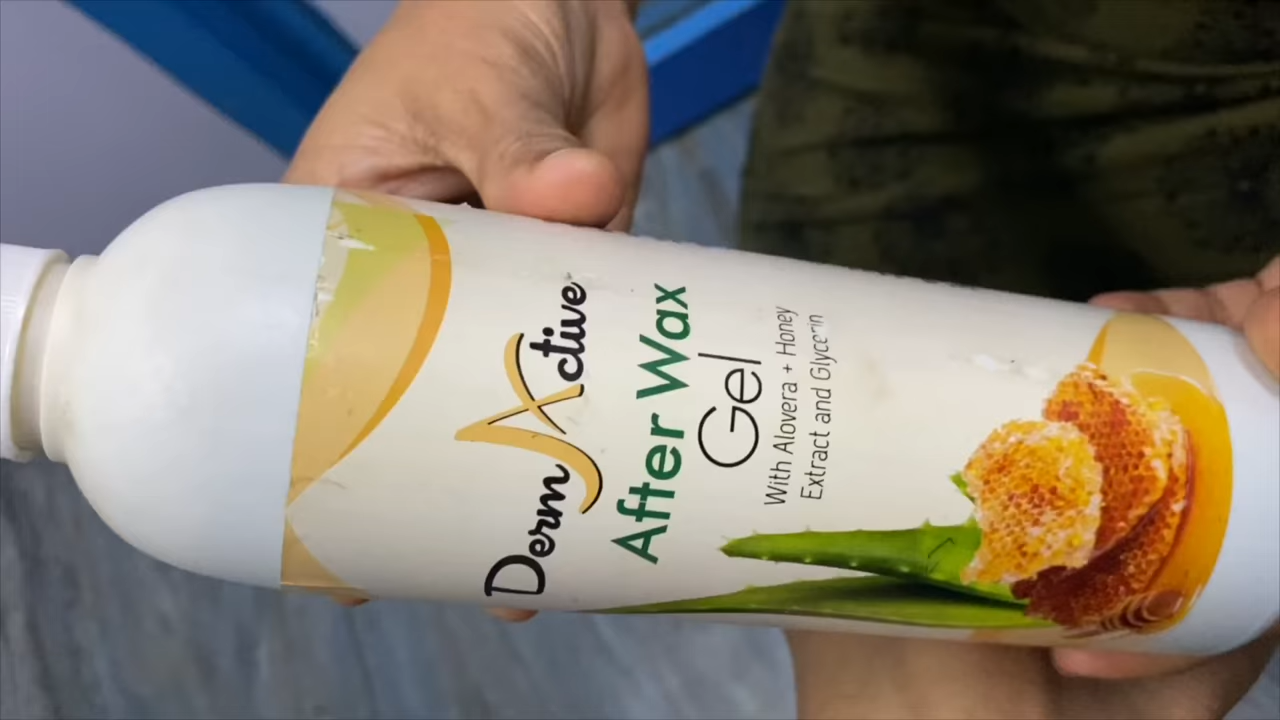 DermActive
After Wax
Gel
With Alovera + Honey
Extract and Glycerin